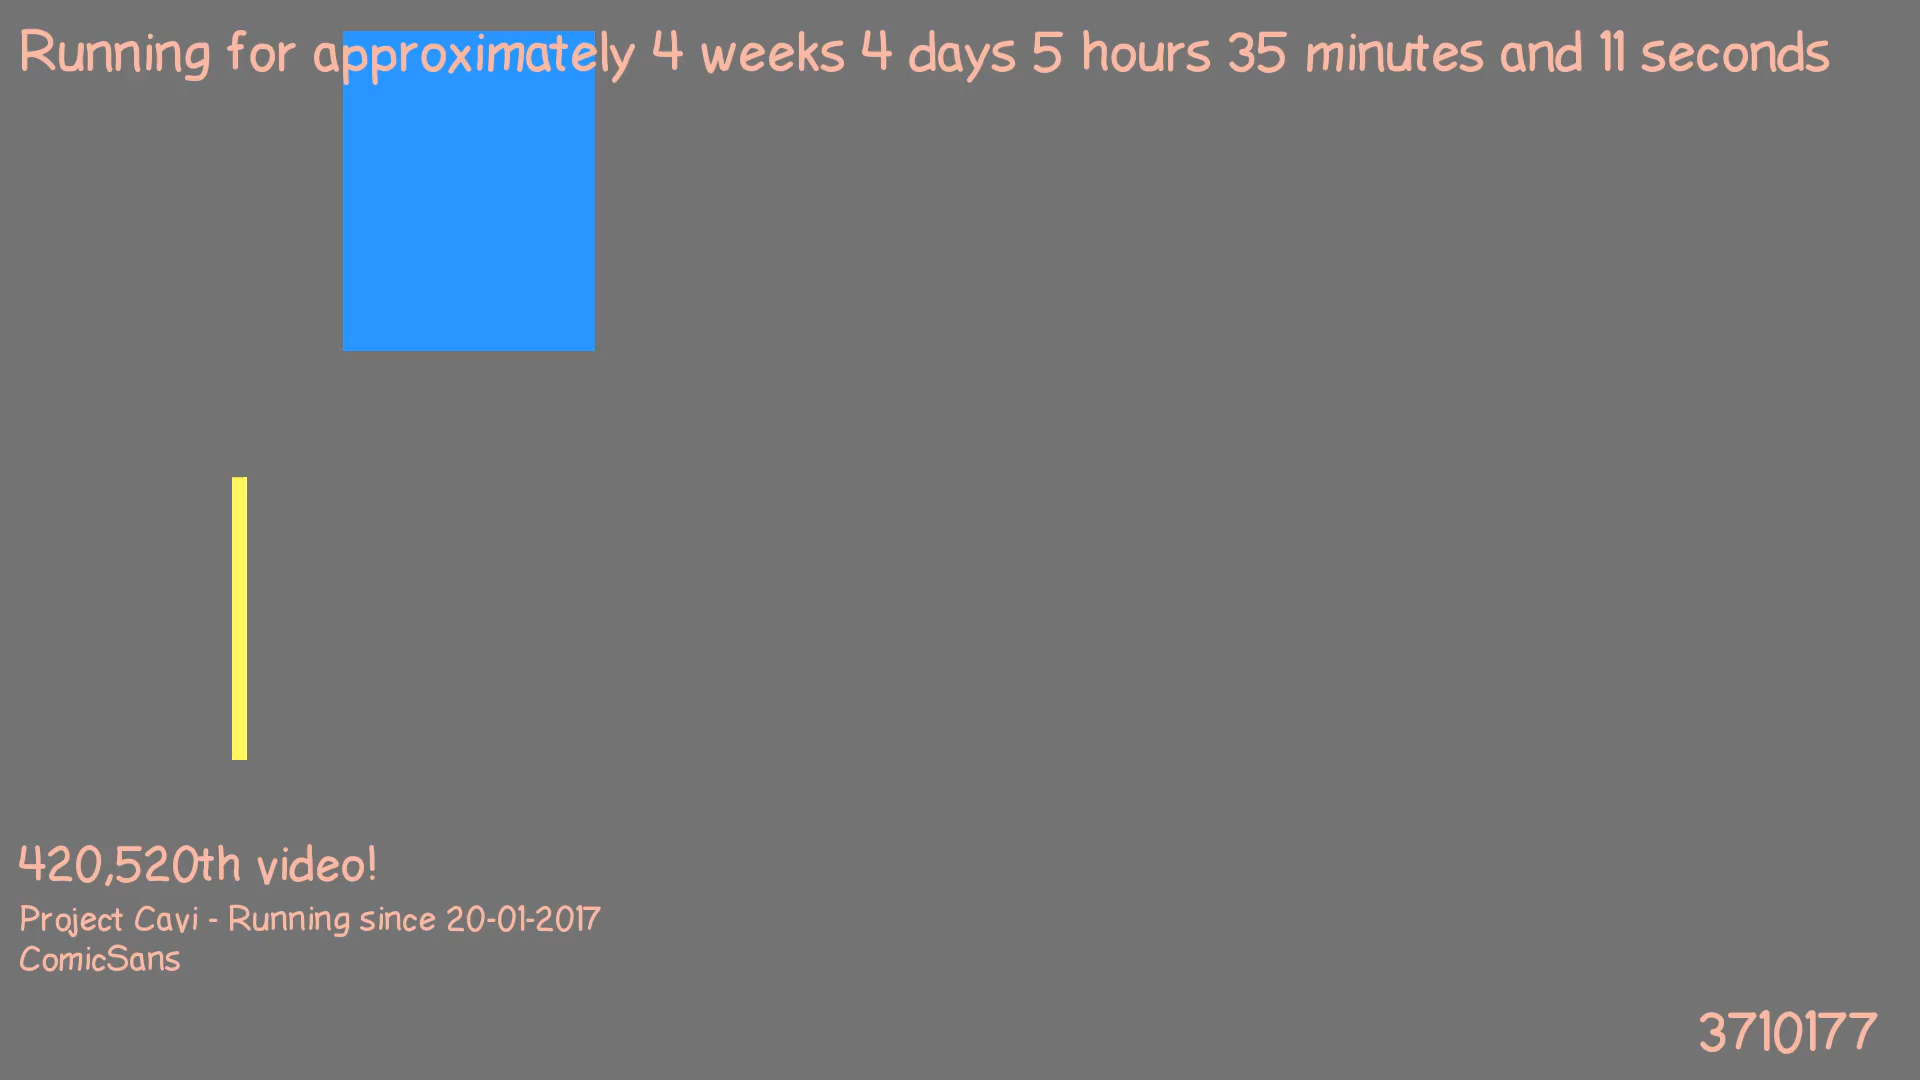 Running for approximately 4 weeks 4 days 5 hours 35 minutes and 11 seconds
420,520th video!
Project Cavi - Running since 20-01-2017
ComicSans
3710177